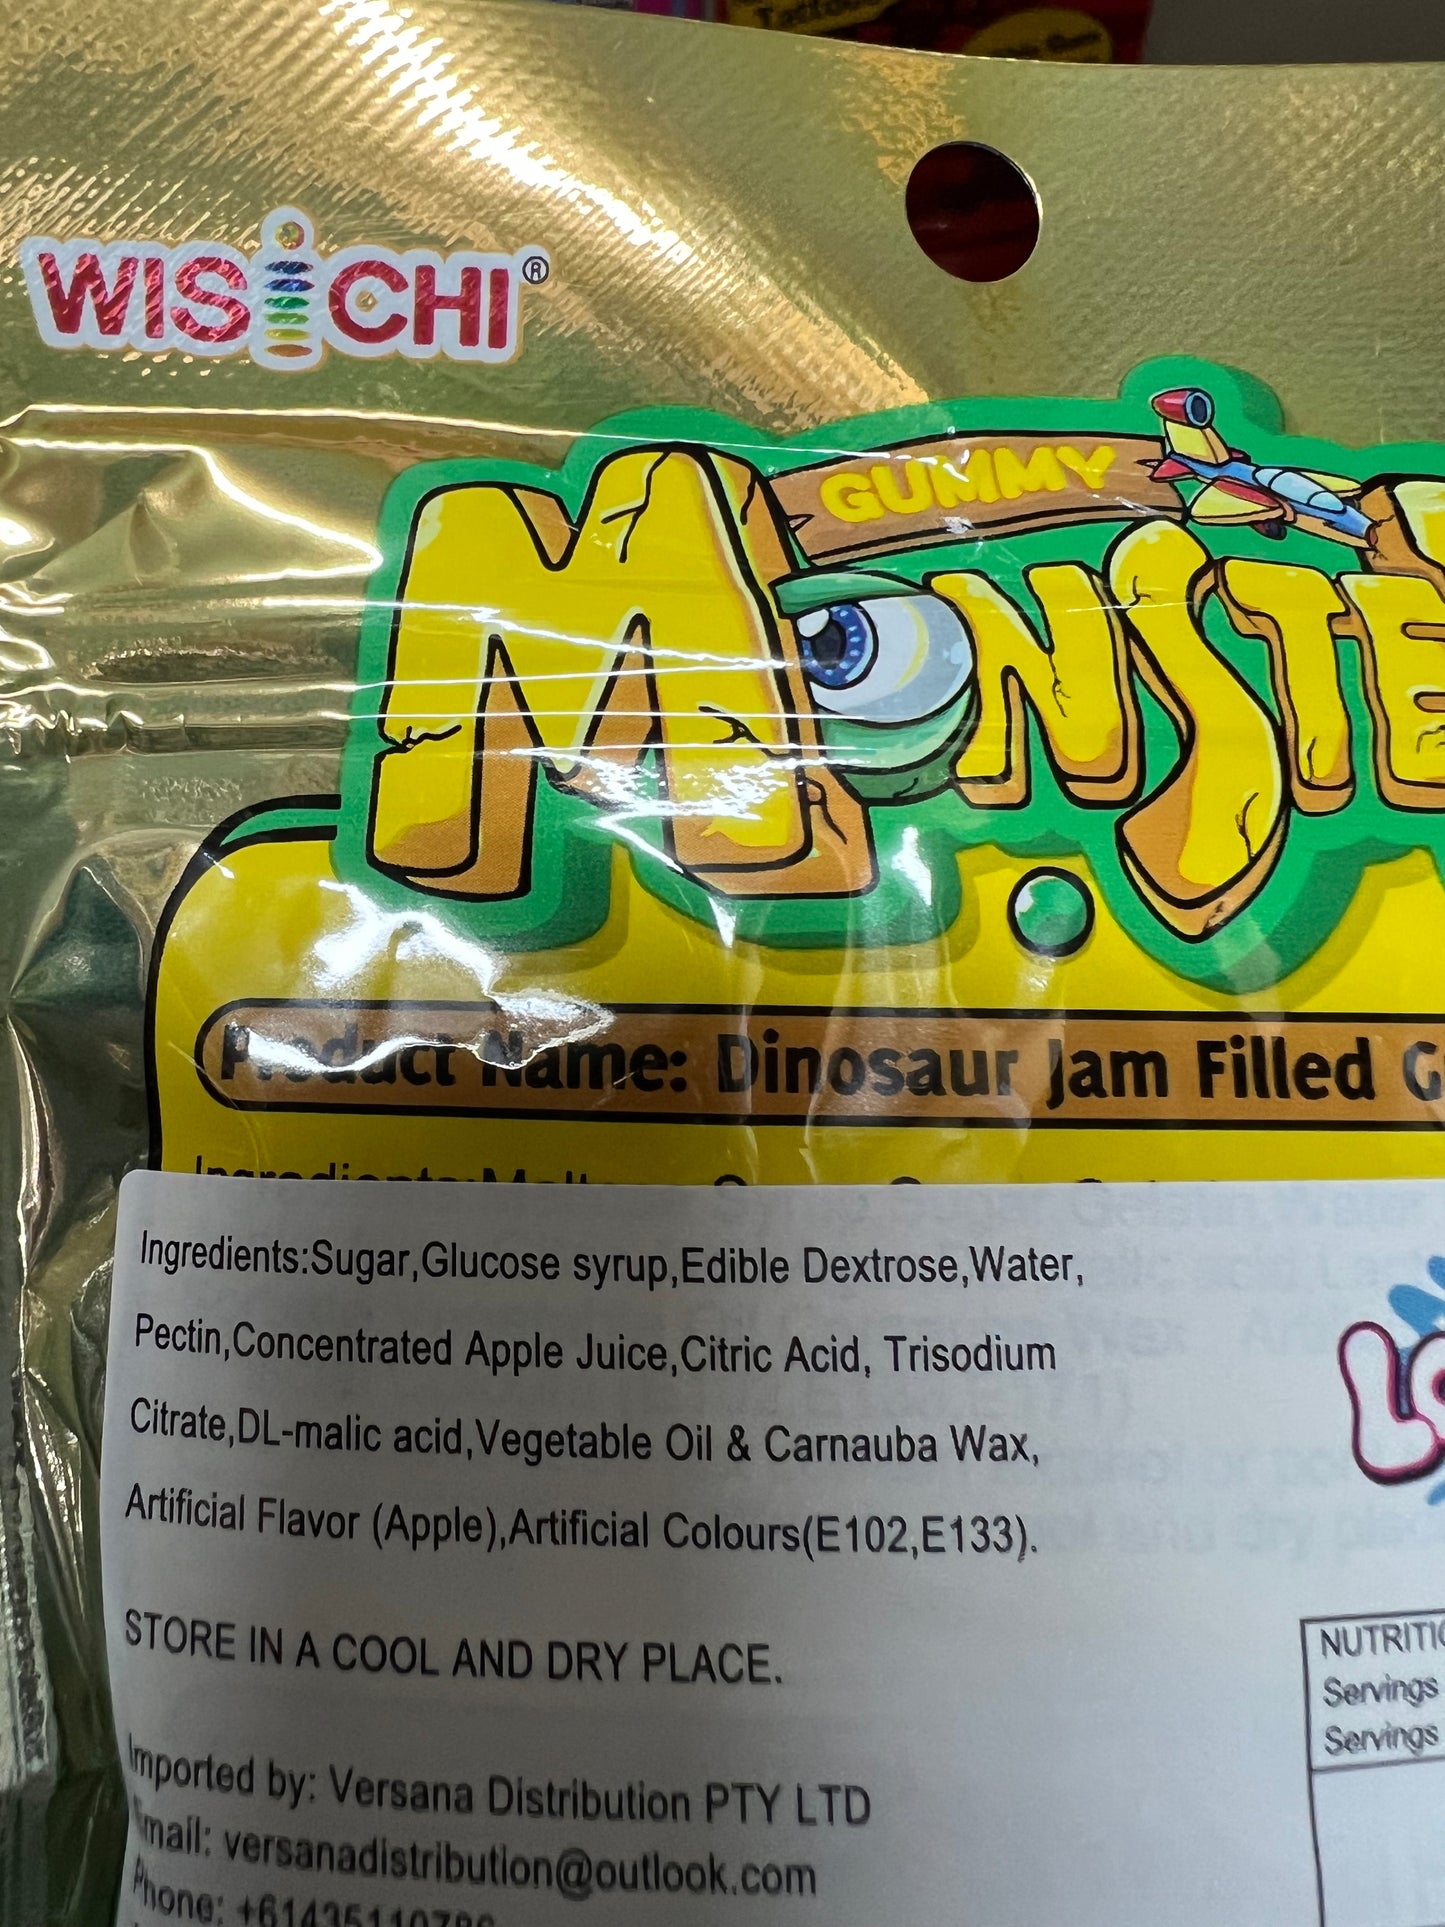 WISiCHI®
GUMMY
MONSTE
Product Name: Dinosaur Jam Filled G
Ingredients:
Ingredients:Sugar,Glucose syrup,Edible Dextrose,Water,
Pectin,Concentrated Apple Juice,Citric Acid, Trisodium
Citrate,DL-malic acid,Vegetable Oil & Carnauba Wax,
Artificial Flavor (Apple),Artificial Colours(E102,E133).
STORE IN A COOL AND DRY PLACE.
Imported by: Versana Distribution PTY LTD
Email: versanadistribution@outlook.com
Phone:
NUTRITIO
Servings
Servings